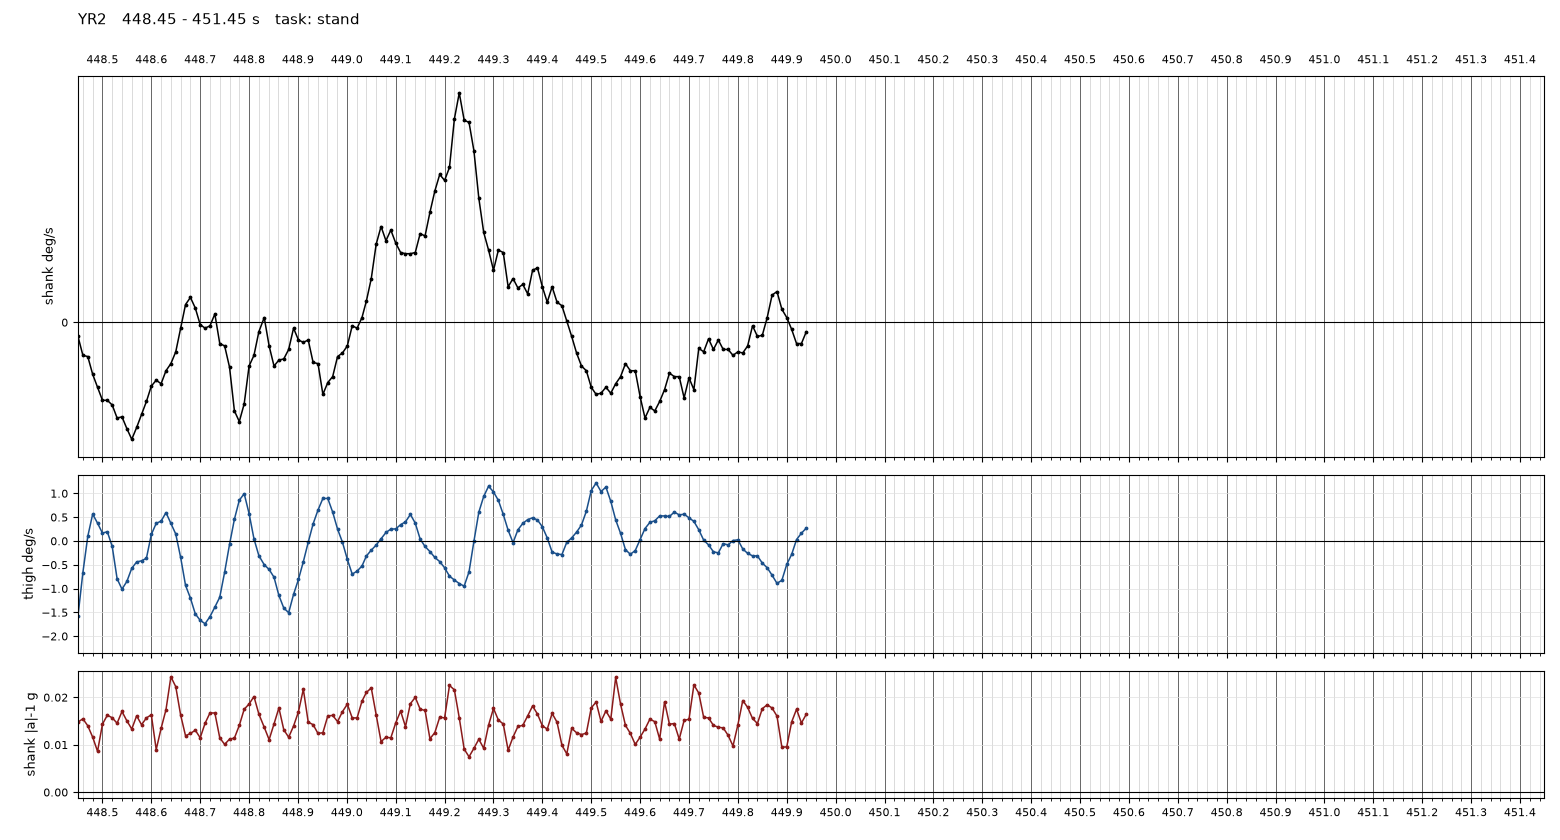 YR2   448.45 - 451.45 s   task: stand
448.5 448.6 448.7 448.8 448.9 449.0 449.1 449.2 449.3 449.4 449.5 449.6 449.7 449.8 449.9 450.0 450.1 450.2 450.3 450.4 450.5 450.6 450.7 450.8 450.9 451.0 451.1 451.2 451.3 451.4
shank deg/s
0
thigh deg/s
1.0
0.5
0.0
−0.5
−1.0
−1.5
−2.0
shank |a|-1 g
0.02
0.01
0.00
448.5 448.6 448.7 448.8 448.9 449.0 449.1 449.2 449.3 449.4 449.5 449.6 449.7 449.8 449.9 450.0 450.1 450.2 450.3 450.4 450.5 450.6 450.7 450.8 450.9 451.0 451.1 451.2 451.3 451.4